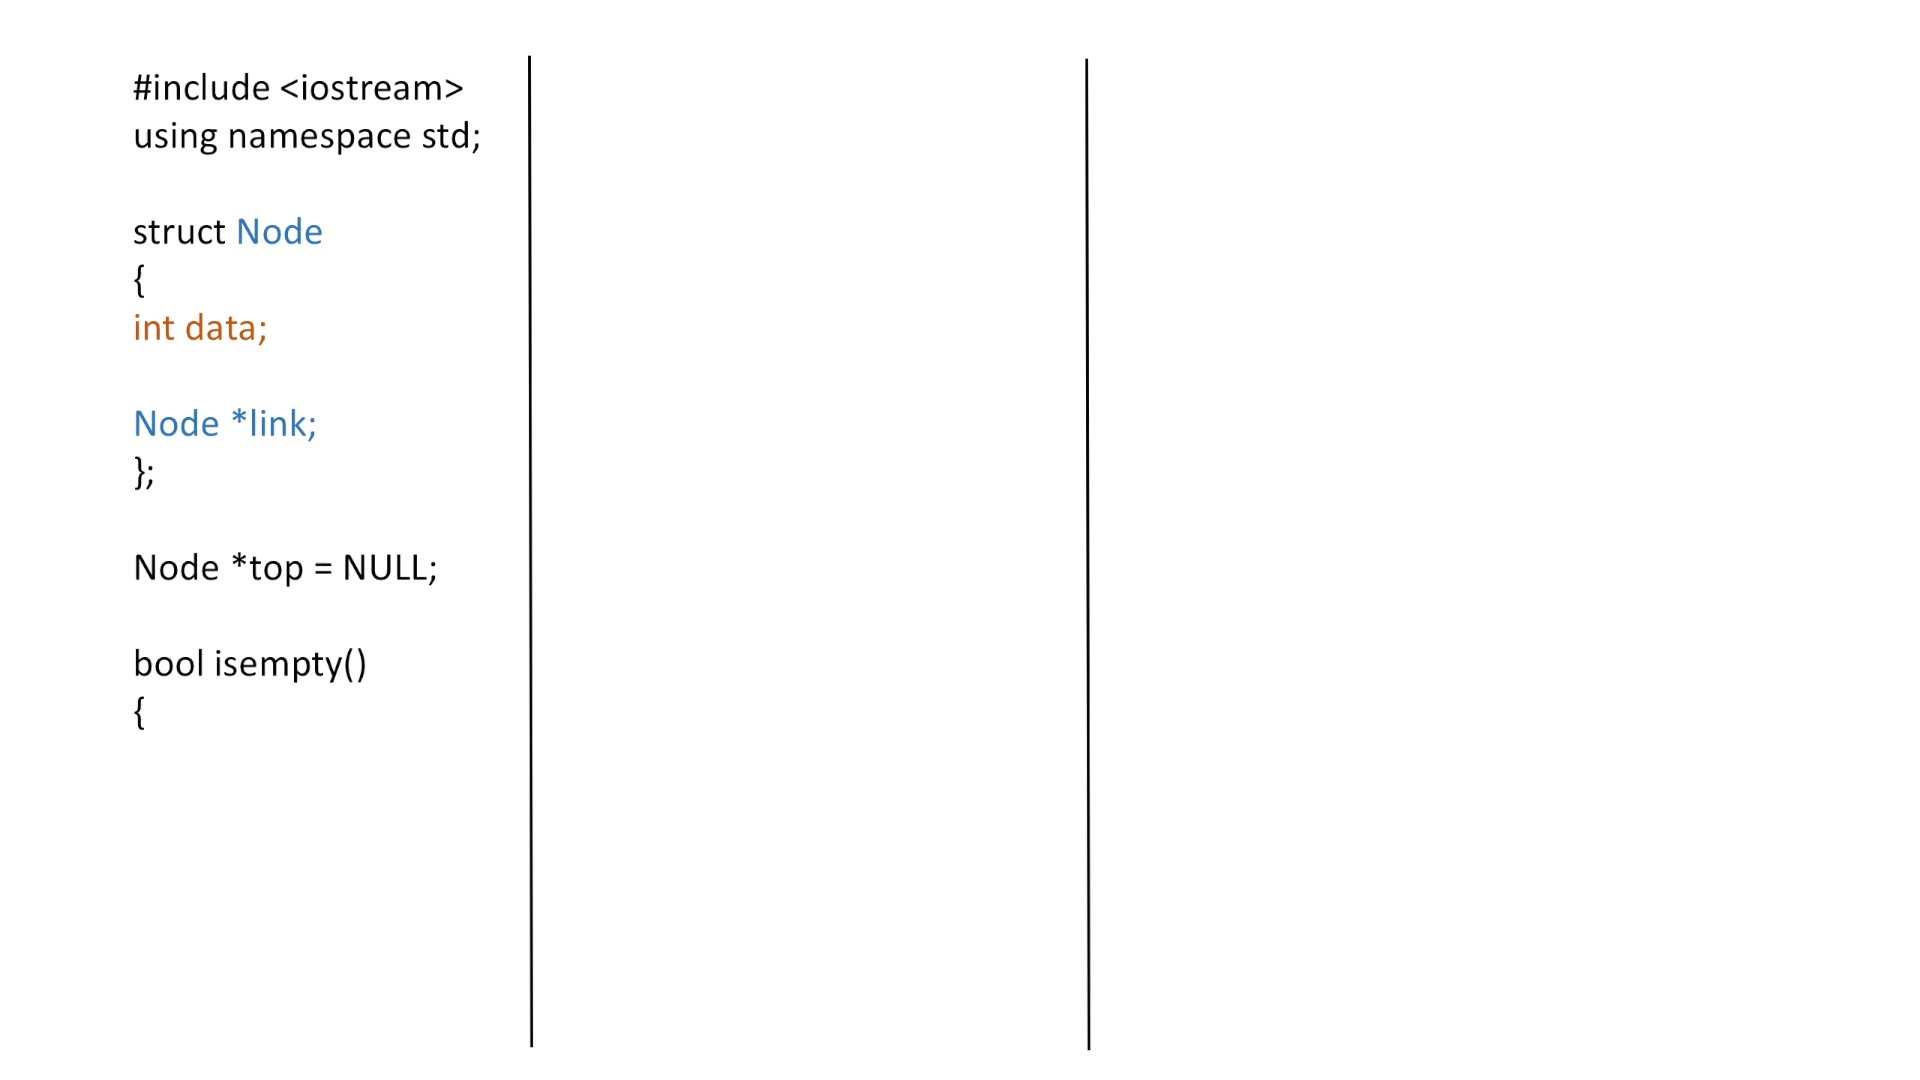 #include <iostream>
using namespace std;
struct Node
{
int data;
Node *link;
};
Node *top = NULL;
bool isempty()
{